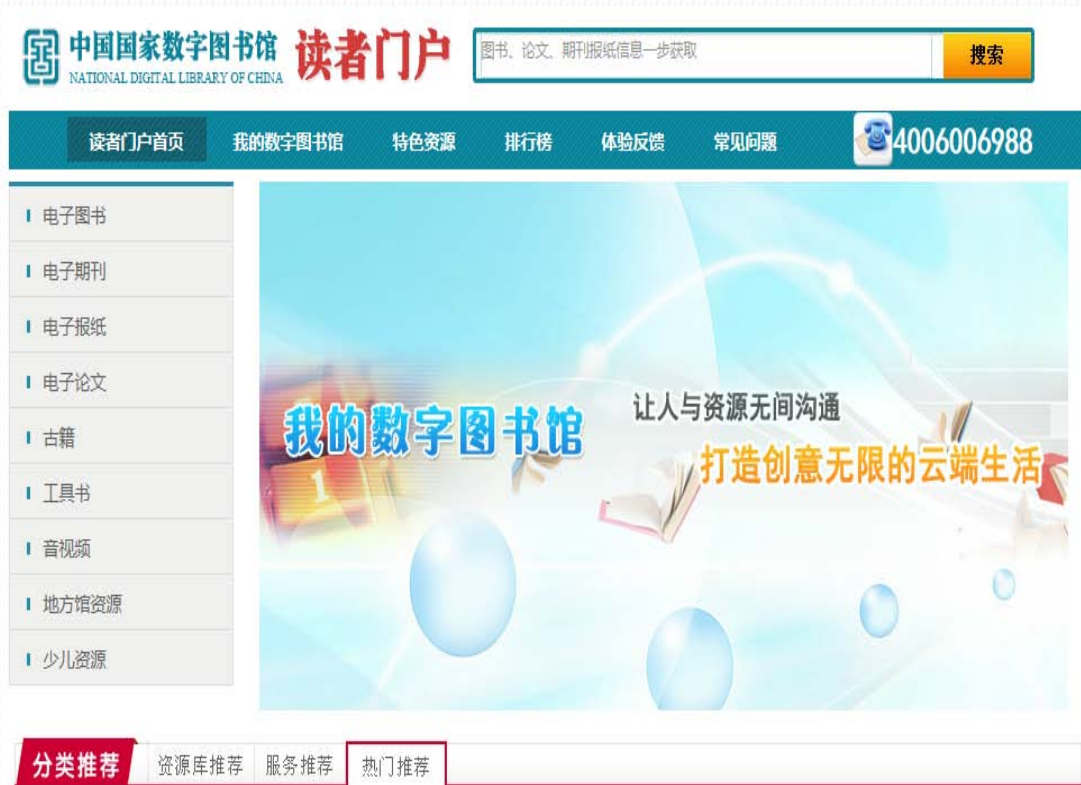 中国国家数字图书馆
NATIONAL DIGITAL LIBRARY OF CHINA
读者门户
图书、论文、期刊报纸信息一步获取
搜索
读者门户首页 我的数字图书馆 特色资源 排行榜 体验反馈 常见问题 4006006988
电子图书
电子期刊
电子报纸
电子论文
古籍
工具书
音视频
地方馆资源
少儿资源
我的数字图书馆
让人与资源无间沟通
打造创意无限的云端生活
1
分类推荐 资源库推荐 服务推荐 热门推荐